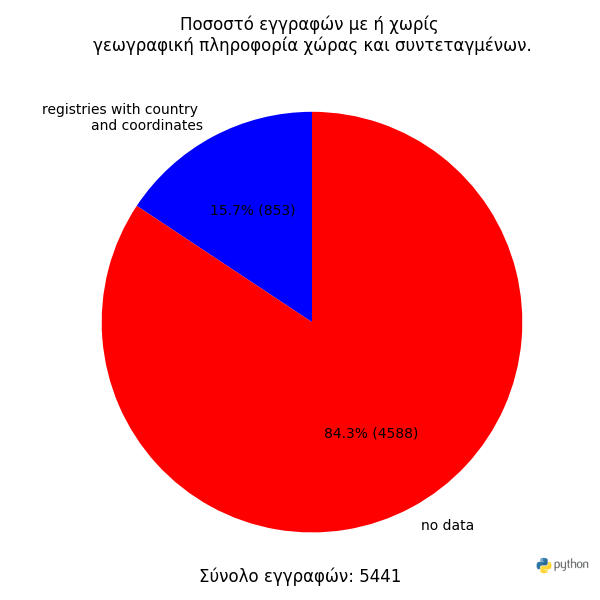 Ποσοστό εγγραφών με ή χωρίς
γεωγραφική πληροφορία χώρας και συντεταγμένων.
registries with country
and coordinates
15.7% (853)
84.3% (4588)
no data
python
Σύνολο εγγραφών: 5441